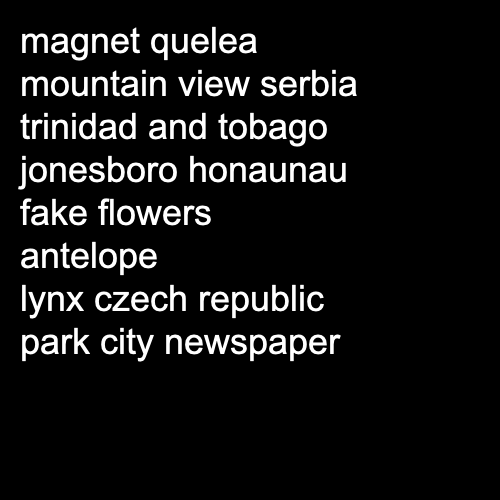 magnet quelea
mountain view serbia
trinidad and tobago
jonesboro honaunau
fake flowers
antelope
lynx czech republic
park city newspaper